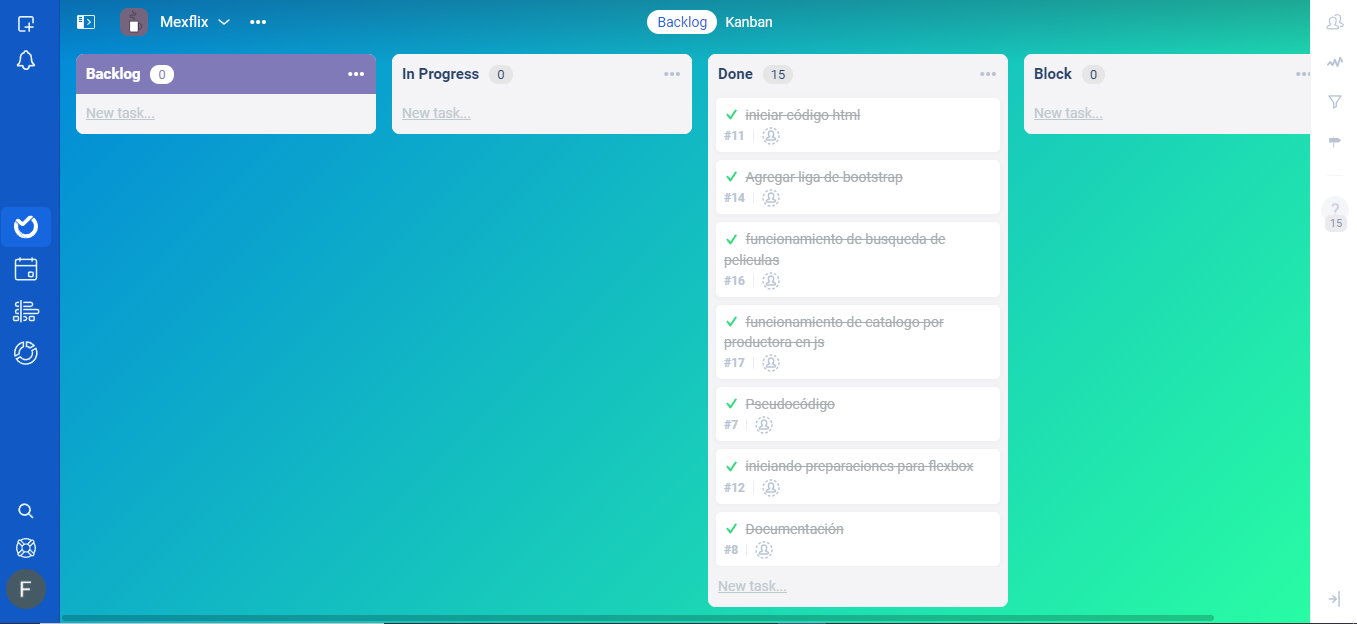 Mexflix
Backlog
Kanban
Backlog 0
New task...
In Progress 0
New task...
Done 15
iniciar código html
#11
Agregar liga de bootstrap
#14
funcionamiento de busqueda de
peliculas
#16
funcionamiento de catalogo por
productora en js
#17
Pseudocódigo
#7
iniciando preparaciones para flexbox
#12
Documentación
#8
New task...
Block 0
New task...
?
15
F